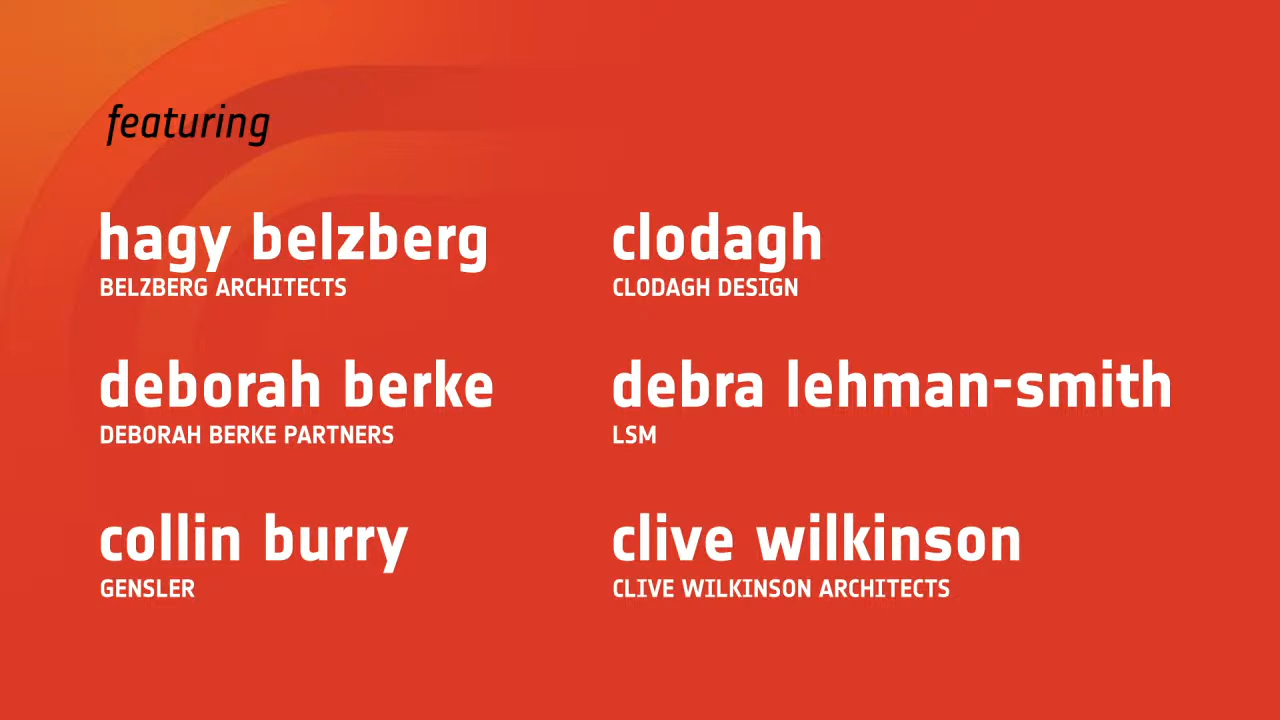 featuring
hagy belzberg
BELZBERG ARCHITECTS
deborah berke
DEBORAH BERKE PARTNERS
collin burry
GENSLER
clodagh
CLODAGH DESIGN
debra lehman-smith
LSM
clive wilkinson
CLIVE WILKINSON ARCHITECTS